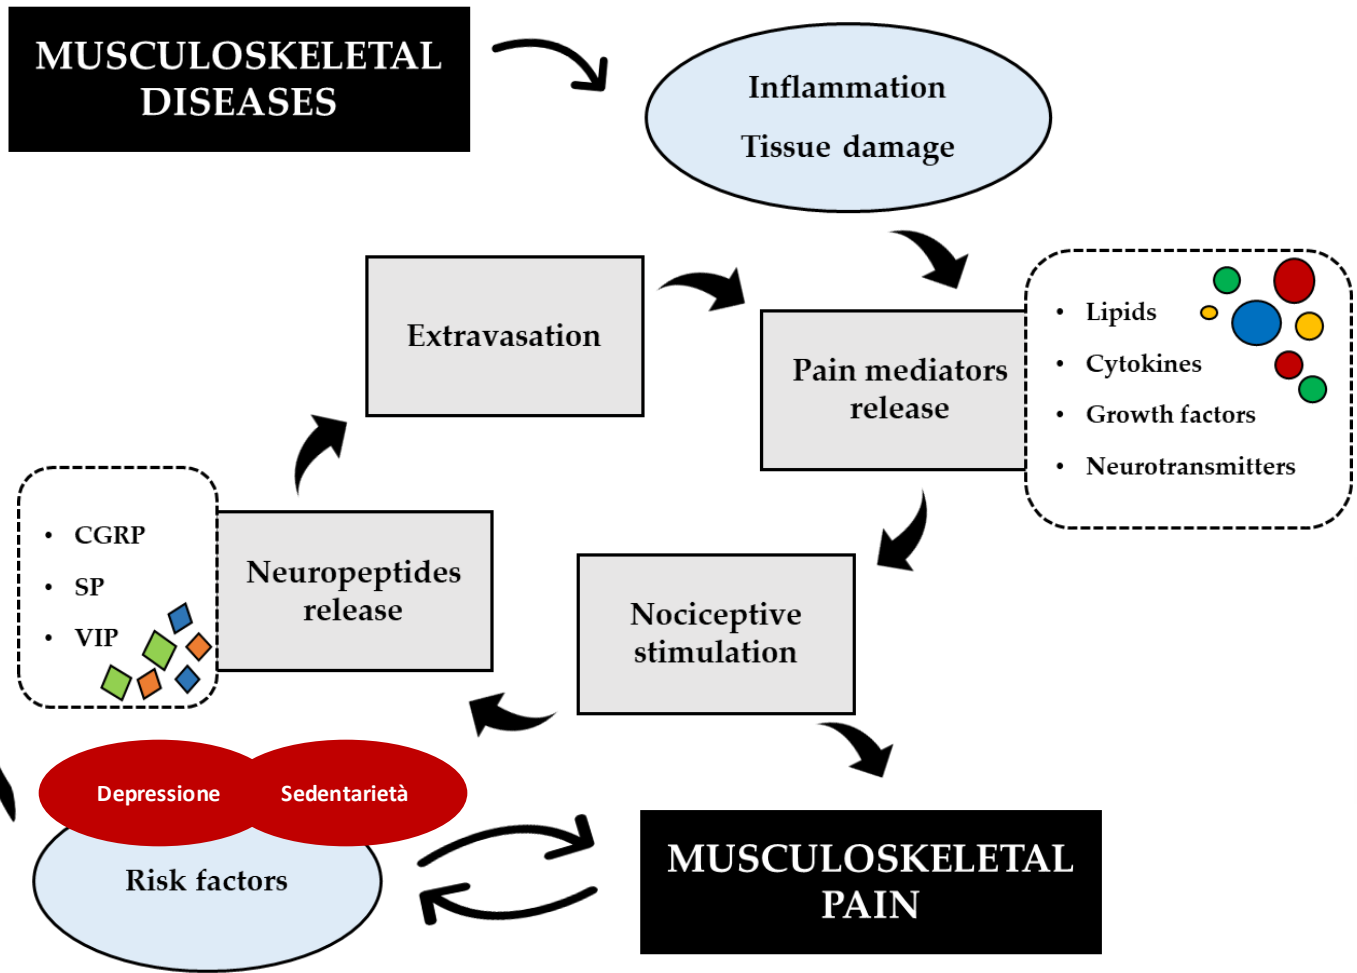 MUSCULOSKELETAL
DISEASES
Inflammation
Tissue damage
Extravasation
Pain mediators
release
• Lipids
• Cytokines
• Growth factors
• Neurotransmitters
• CGRP
• SP
• VIP
Neuropeptides
release
Nociceptive
stimulation
Depressione
Sedentarietà
Risk factors
MUSCULOSKELETAL
PAIN